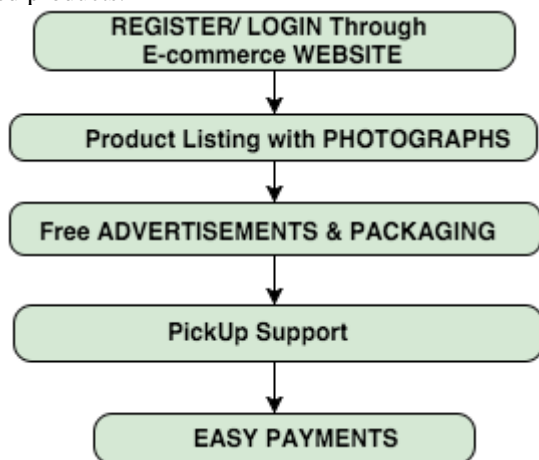 REGISTER/ LOGIN Through
E-commerce WEBSITE
Product Listing with PHOTOGRAPHS
Free ADVERTISEMENTS & PACKAGING
PickUp Support
EASY PAYMENTS